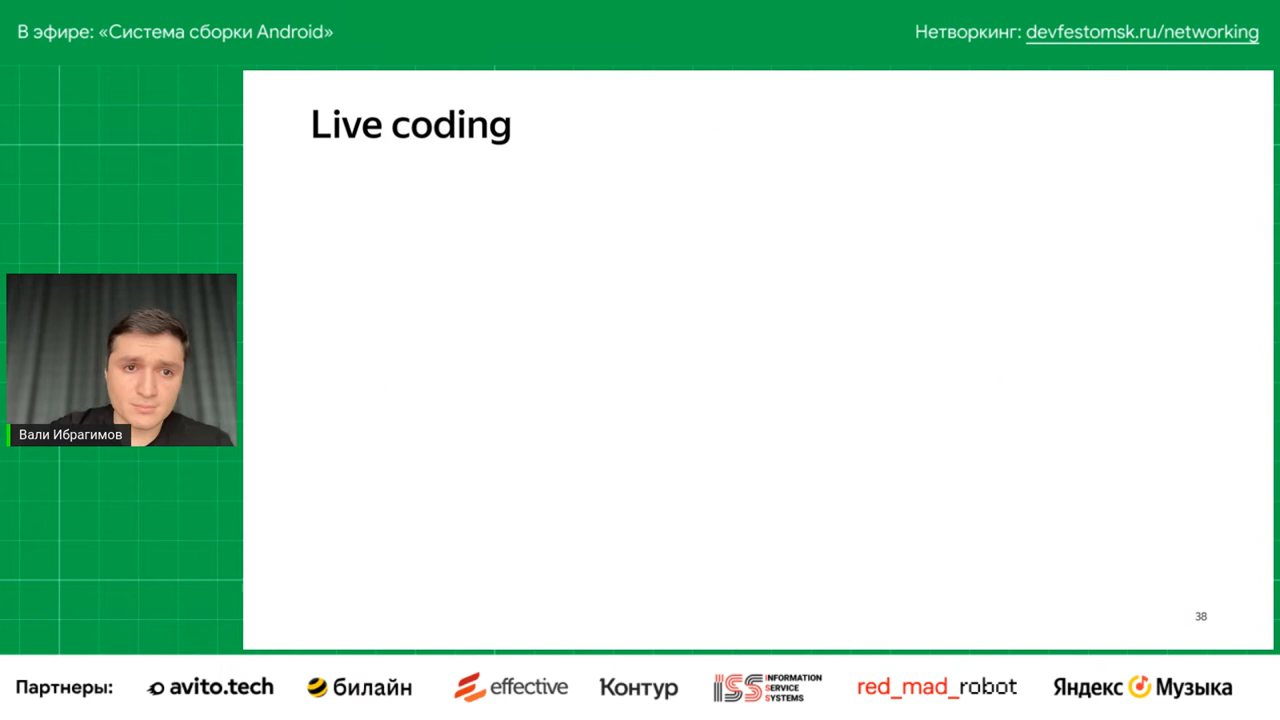 В эфире: «Система сборки Android»
Нетворкинг: devfestomsk.ru/networking
Live coding
Вали Ибрагимов
38
Партнеры: avito.tech билайн effective Контур ISS INFORMATION SERVICE SYSTEMS red_mad_robot Яндекс Музыка